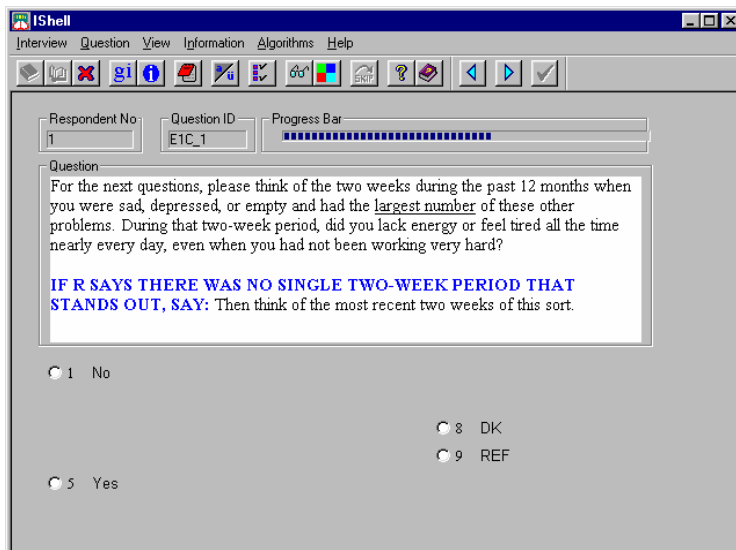 IShell
Interview Question View Information Algorithms Help
gi i a/ü SKIP ?
Respondent No Question ID Progress Bar
1 E1C_1
Question
For the next questions, please think of the two weeks during the past 12 months when
you were sad, depressed, or empty and had the largest number of these other
problems. During that two-week period, did you lack energy or feel tired all the time
nearly every day, even when you had not been working very hard?
IF R SAYS THERE WAS NO SINGLE TWO-WEEK PERIOD THAT
STANDS OUT, SAY: Then think of the most recent two weeks of this sort.
1 No
8 DK
9 REF
5 Yes